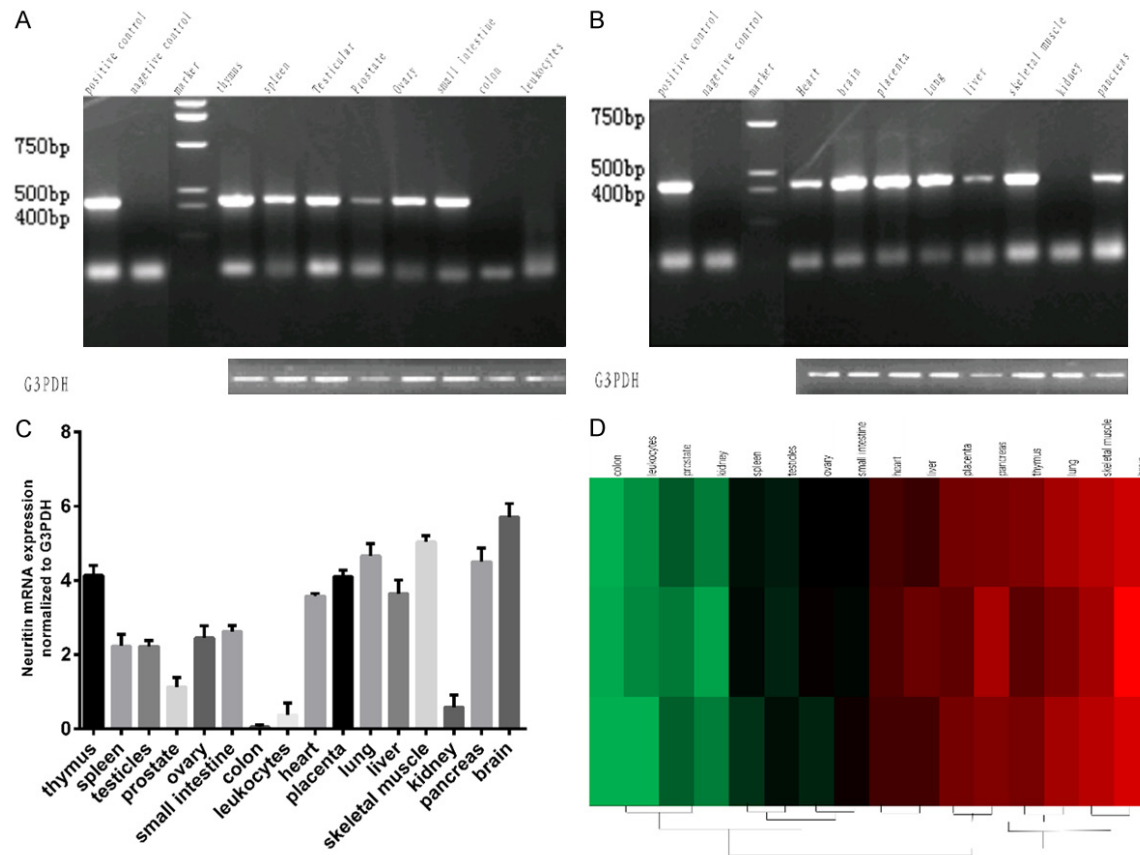 A
positive control
nagetive control
marker
thymus
spleen
Testicular
Prostate
Ovary
small intestine
colon
leukocytes
750bp
500bp
400bp
G3PDH
B
positive control
nagetive control
marker
Heart
brain
placenta
Lung
liver
skeletal muscle
kidney
pancreas
750bp
500bp
400bp
G3PDH
C
Neuritin mRNA expression
normalized to G3PDH
8
6
4
2
0
thymus
spleen
testicles
prostate
ovary
small intestine
colon
leukocytes
heart
placenta
lung
liver
skeletal muscle
kidney
pancreas
brain
D
colon
leukocytes
prostate
kidney
spleen
testicles
ovary
small intestine
heart
liver
placenta
pancreas
thymus
lung
skeletal muscle